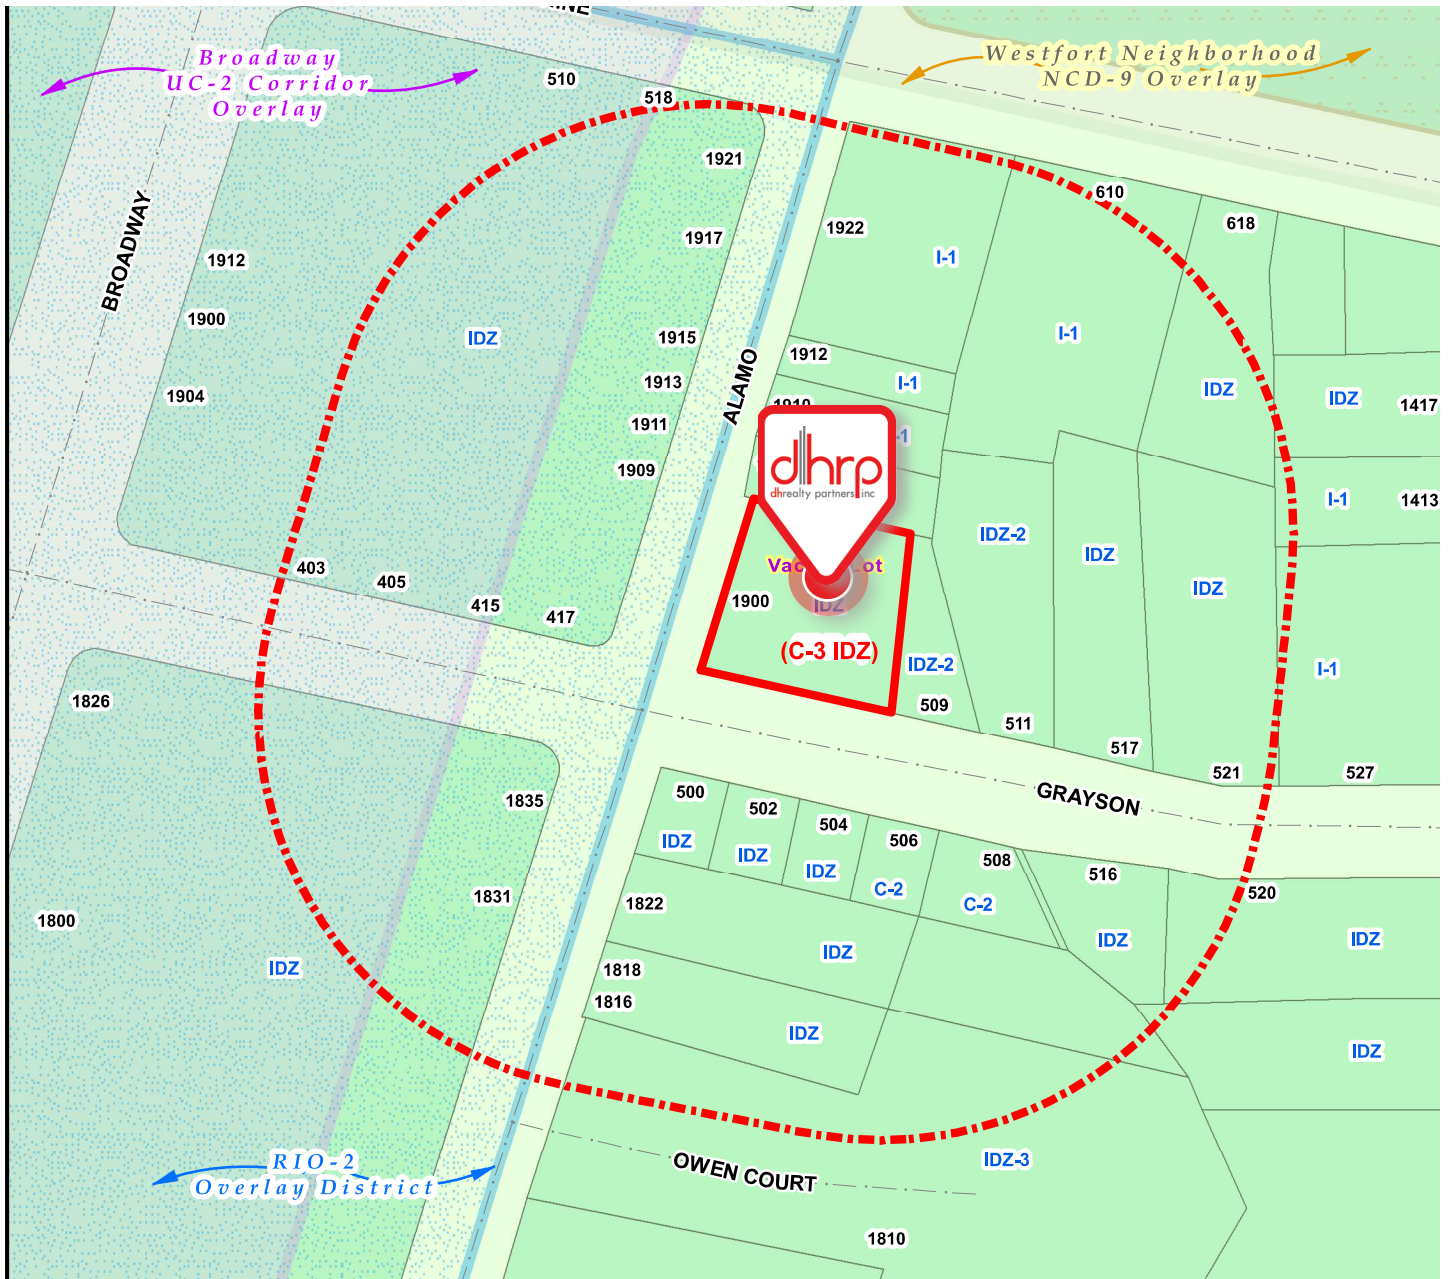 Broadway
UC-2 Corridor
Overlay
Westfort Neighborhood
NCD-9 Overlay
510
518
1921
1917
1922
610
618
I-1
BROADWAY
1912
1900
IDZ
1904
1915
1913
1911
1909
ALAMO
1912
I-1
I-1
IDZ
IDZ
1417
I-1
1413
dhrp
dhrealty partners, inc
IDZ-2
IDZ
IDZ
1900
IDZ
(C-3 IDZ)
IDZ-2
509
511
517
521
527
I-1
403
405
415
417
1826
1835
1831
1800
IDZ
GRAYSON
500
502
504
506
508
516
520
IDZ
IDZ
IDZ
C-2
C-2
IDZ
IDZ
1822
IDZ
1818
1816
IDZ
IDZ
RIO-2
Overlay District
OWEN COURT
IDZ-3
1810